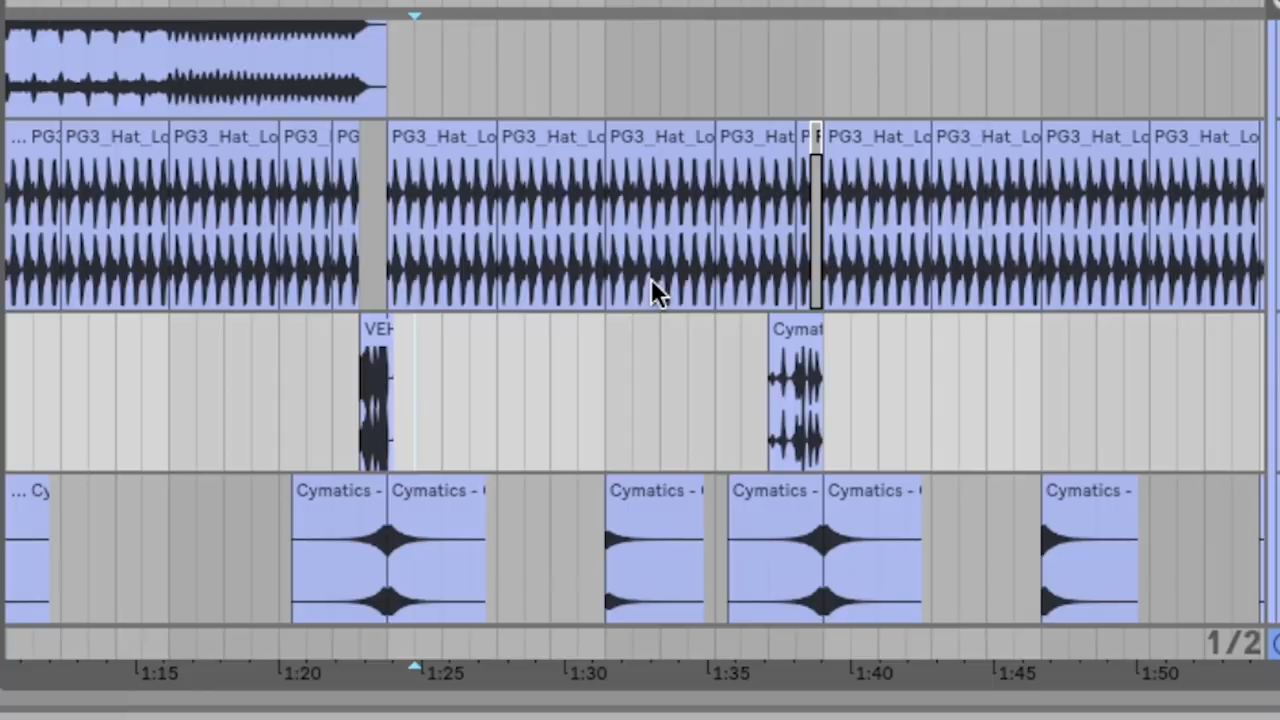 ... PG3 PG3_Hat_Lo PG3_Hat_Lo PG3_ PG PG3_Hat_Lo PG3_Hat_Lo PG3_Hat_Lo PG3_Hat P PG3_Hat_Lo PG3_Hat_Lo PG3_Hat_Lo PG3_Hat_Lo
VEH Cymat
... Cy Cymatics - Cymatics - Cymatics - Cymatics - Cymatics - Cymatics -
1/2
1:15 1:20 1:25 1:30 1:35 1:40 1:45 1:50